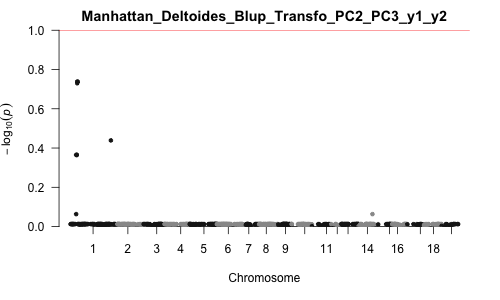 Manhattan_Deltoides_Blup_Transfo_PC2_PC3_y1_y2
1.0
0.8
0.6
0.4
0.2
0.0
− log10(p)
1 2 3 4 5 6 7 8 9 11 14 16 18
Chromosome